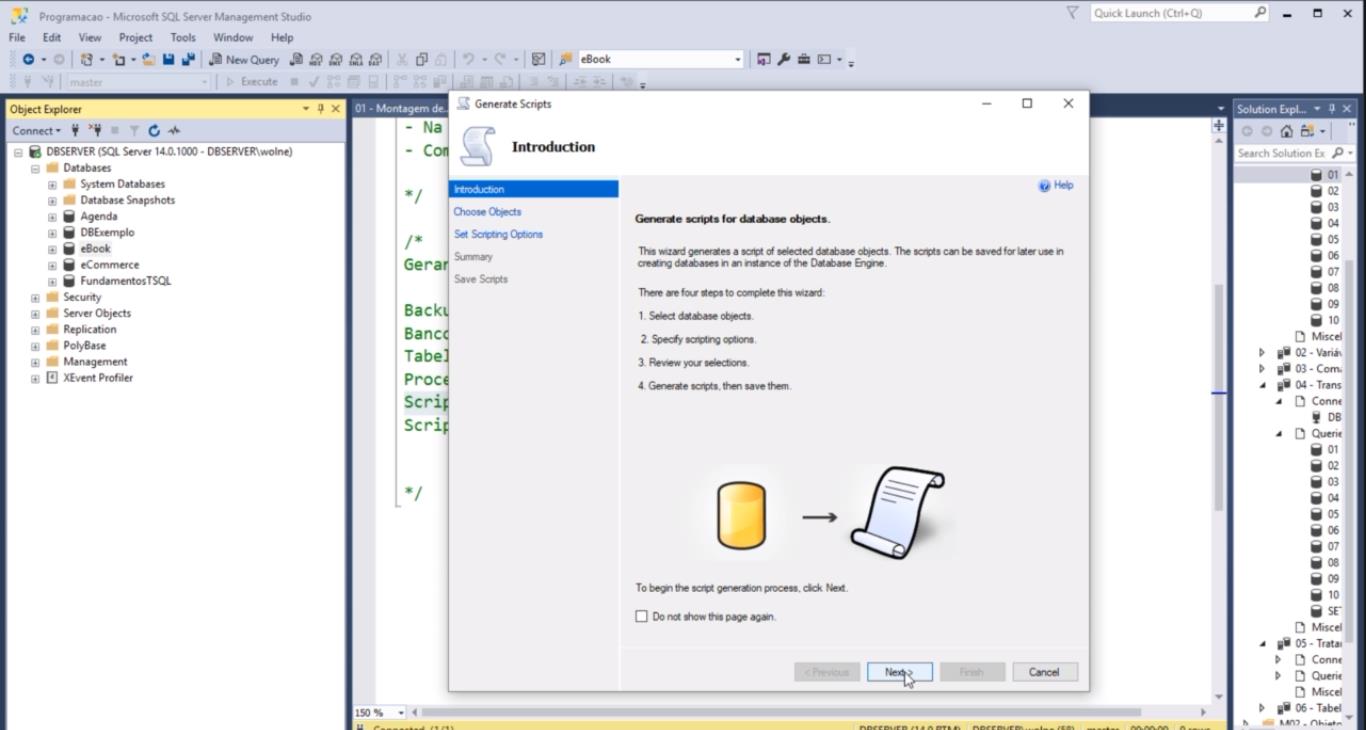 Programacao - Microsoft SQL Server Management Studio
Quick Launch (Ctrl+Q)
File Edit View Project Tools Window Help
New Query
eBook
master
Execute
Object Explorer
Connect
DBSERVER (SQL Server 14.0.1000 - DBSERVER\wolne)
Databases
System Databases
Database Snapshots
Agenda
DBExemplo
eBook
eCommerce
FundamentosTSQL
Security
Server Objects
Replication
PolyBase
Management
XEvent Profiler
01 - Montagem de...
- Na
- Com
*/
/*
Gerar
Backu
Banco
Tabel
Proce
Scrip
Scrip
*/
150 %
Connected. (1/1)
DBSERVER (14.0 RTM) DBSERVER\wolne (58) master 00:00:00 0 rows
Generate Scripts
Introduction
Introduction
Choose Objects
Set Scripting Options
Summary
Save Scripts
Help
Generate scripts for database objects.
This wizard generates a script of selected database objects. The scripts can be saved for later use in
creating databases in an instance of the Database Engine.
There are four steps to complete this wizard:
1. Select database objects.
2. Specify scripting options.
3. Review your selections.
4. Generate scripts, then save them.
To begin the script generation process, click Next.
Do not show this page again.
< Previous Next > Finish Cancel
Solution Expl...
Search Solution Ex
01
02
03
04
05
06
07
08
09
10
Miscel
02 - Variáv
03 - Coma
04 - Trans
Conne
DB
Querie
01
02
03
04
05
06
07
08
09
10
SET
Miscel
05 - Tratar
Conne
Querie
Miscel
06 - Tabel
M02 - Objeto